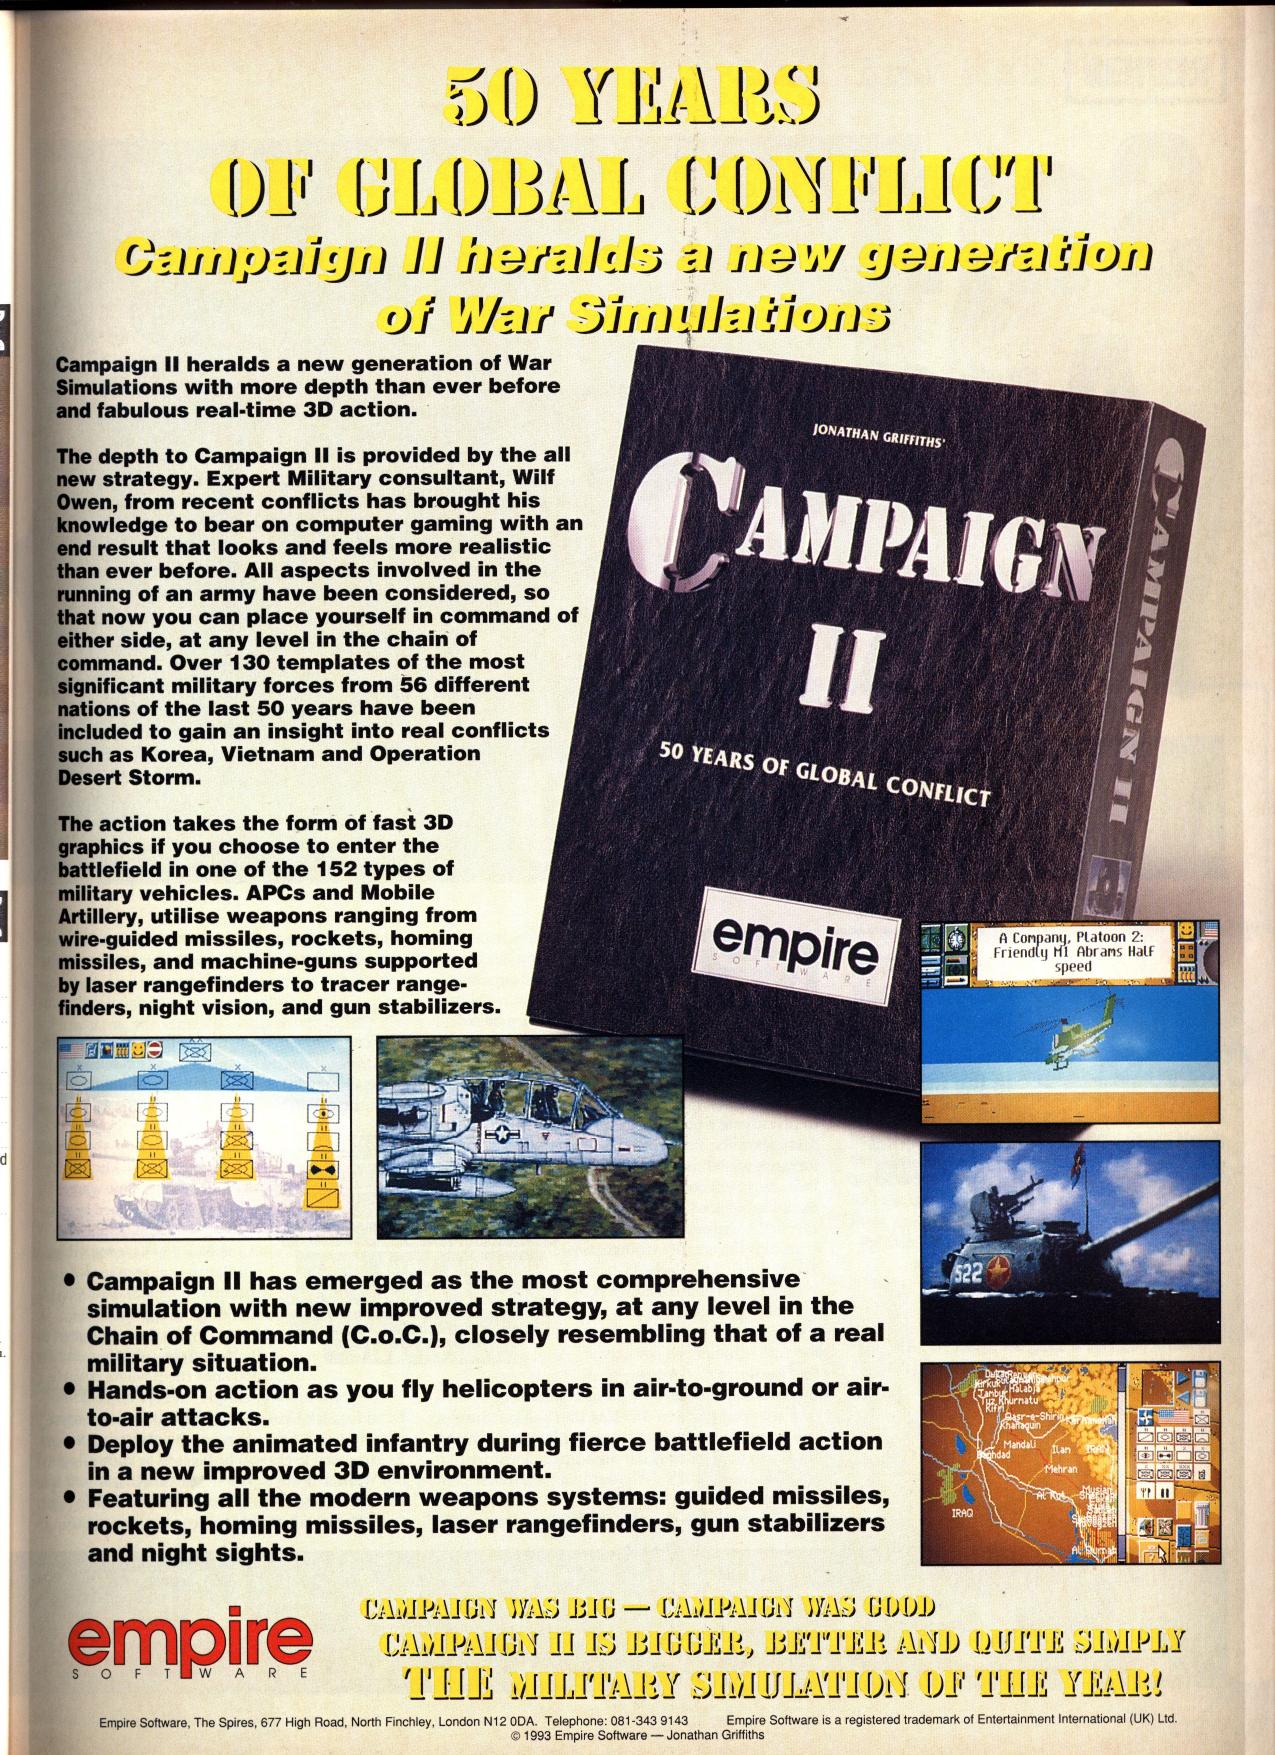 50 YEARS
OF GLOBAL CONFLICT
Campaign II heralds a new generation
of War Simulations
Campaign II heralds a new generation of War
Simulations with more depth than ever before
and fabulous real-time 3D action.
The depth to Campaign II is provided by the all
new strategy. Expert Military consultant, Wilf
Owen, from recent conflicts has brought his
knowledge to bear on computer gaming with an
end result that looks and feels more realistic
than ever before. All aspects involved in the
running of an army have been considered, so
that now you can place yourself in command of
either side, at any level in the chain of
command. Over 130 templates of the most
significant military forces from 56 different
nations of the last 50 years have been
included to gain an insight into real conflicts
such as Korea, Vietnam and Operation
Desert Storm.
The action takes the form of fast 3D
graphics if you choose to enter the
battlefield in one of the 152 types of
military vehicles. APCs and Mobile
Artillery, utilise weapons ranging from
wire-guided missiles, rockets, homing
missiles, and machine-guns supported
by laser rangefinders to tracer range-
finders, night vision, and gun stabilizers.
JONATHAN GRIFFITHS'
CAMPAIGN
II
50 YEARS OF GLOBAL CONFLICT
empire
SOFTWARE
CAMPAIGN II
A Company, Platoon 2:
Friendly M1 Abrams Half
speed
522
Kirkuk
Halabja
Tuz Khurnatu
Kifri
Qasr-e-Shirin
Khanaquin
Mandali
Ilam
IRAN
Baghdad
Mehran
Al Kut
IRAQ
Al Qurnah
• Campaign II has emerged as the most comprehensive
simulation with new improved strategy, at any level in the
Chain of Command (C.o.C.), closely resembling that of a real
military situation.
• Hands-on action as you fly helicopters in air-to-ground or air-
to-air attacks.
• Deploy the animated infantry during fierce battlefield action
in a new improved 3D environment.
• Featuring all the modern weapons systems: guided missiles,
rockets, homing missiles, laser rangefinders, gun stabilizers
and night sights.
empire
SOFTWARE
CAMPAIGN WAS BIG — CAMPAIGN WAS GOOD
CAMPAIGN II IS BIGGER, BETTER AND QUITE SIMPLY
THE MILITARY SIMULATION OF THE YEAR!
Empire Software, The Spires, 677 High Road, North Finchley, London N12 0DA. Telephone: 081-343 9143 Empire Software is a registered trademark of Entertainment International (UK) Ltd.
© 1993 Empire Software — Jonathan Griffiths